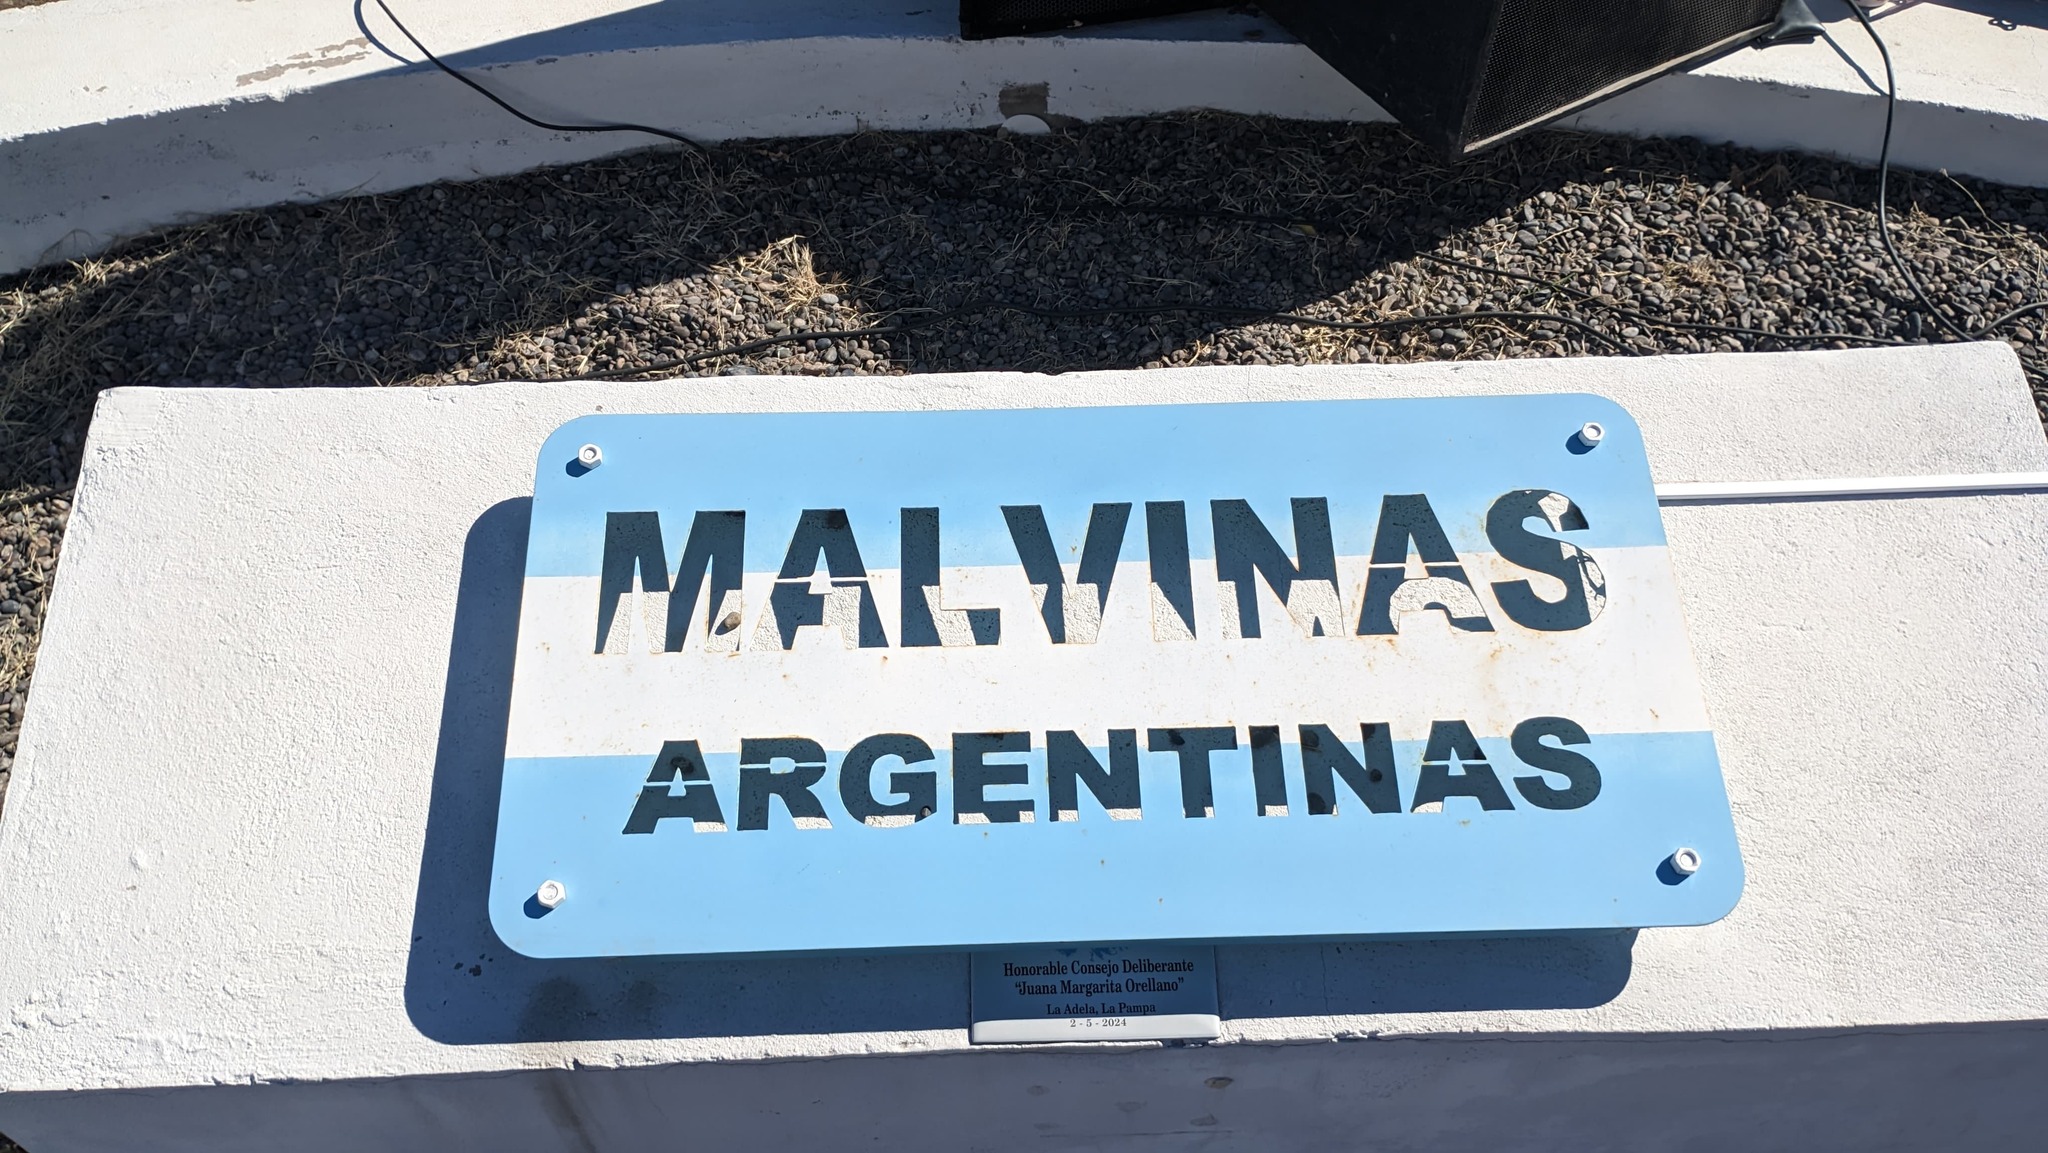 MALVINAS
ARGENTINAS
Honorable Consejo Deliberante
"Juana Margarita Orellano"
La Adela, La Pampa
2 - 5 - 2024